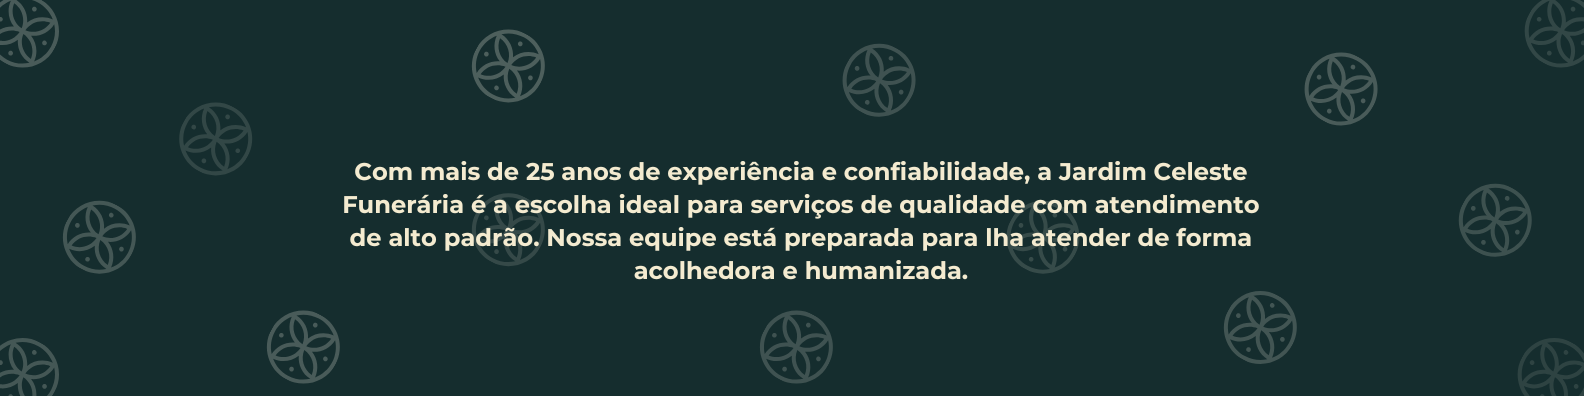 Com mais de 25 anos de experiência e confiabilidade, a Jardim Celeste
Funerária é a escolha ideal para serviços de qualidade com atendimento
de alto padrão. Nossa equipe está preparada para lha atender de forma
acolhedora e humanizada.